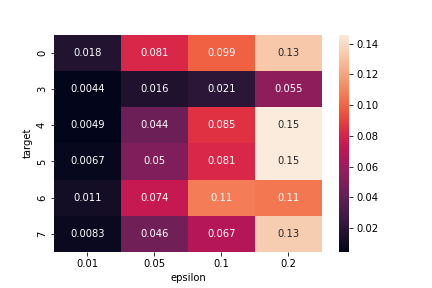 0 0.018 0.081 0.099 0.13 0.14
3 0.0044 0.016 0.021 0.055 0.12
4 0.0049 0.044 0.085 0.15 0.10
target
5 0.0067 0.05 0.081 0.15 0.08
0.06
6 0.011 0.074 0.11 0.11 0.04
7 0.0083 0.046 0.067 0.13 0.02
0.01 0.05 0.1 0.2
epsilon